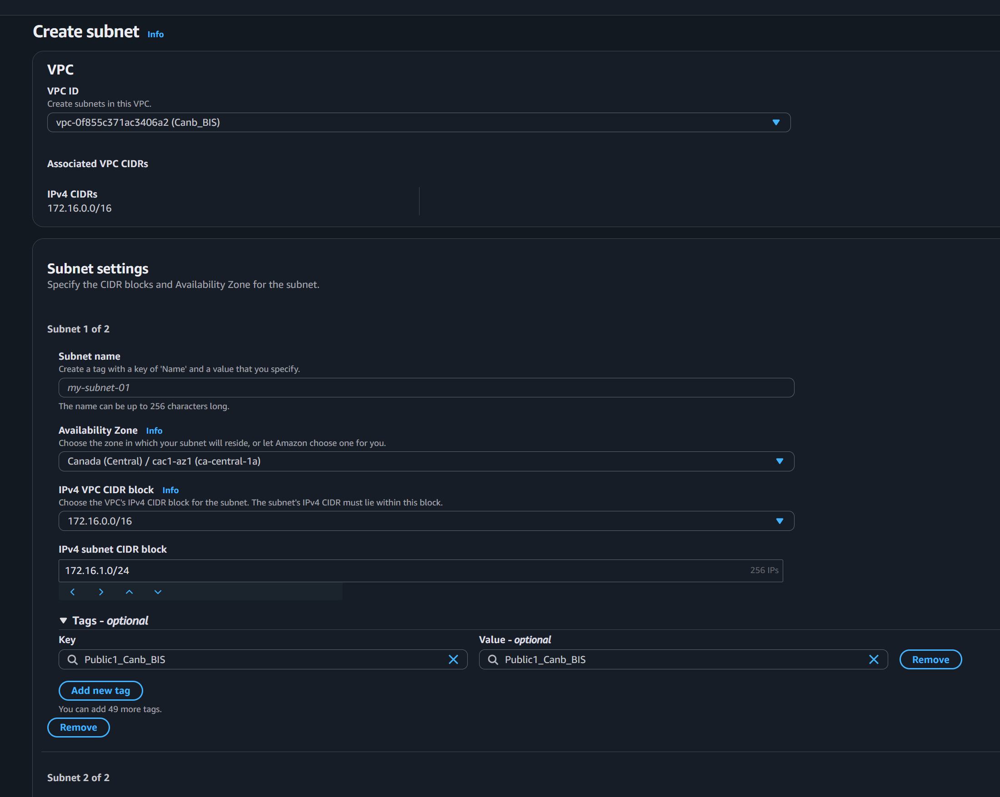 Create subnet Info
VPC
VPC ID
Create subnets in this VPC.
vpc-0f855c371ac3406a2 (Canb_BIS)
Associated VPC CIDRs
IPv4 CIDRs
172.16.0.0/16
Subnet settings
Specify the CIDR blocks and Availability Zone for the subnet.
Subnet 1 of 2
Subnet name
Create a tag with a key of 'Name' and a value that you specify.
my-subnet-01
The name can be up to 256 characters long.
Availability Zone Info
Choose the zone in which your subnet will reside, or let Amazon choose one for you.
Canada (Central) / cac1-az1 (ca-central-1a)
IPv4 VPC CIDR block Info
Choose the VPC's IPv4 CIDR block for the subnet. The subnet's IPv4 CIDR must lie within this block.
172.16.0.0/16
IPv4 subnet CIDR block
172.16.1.0/24 256 IPs
Tags - optional
Key Value - optional
Public1_Canb_BIS Public1_Canb_BIS Remove
Add new tag
You can add 49 more tags.
Remove
Subnet 2 of 2